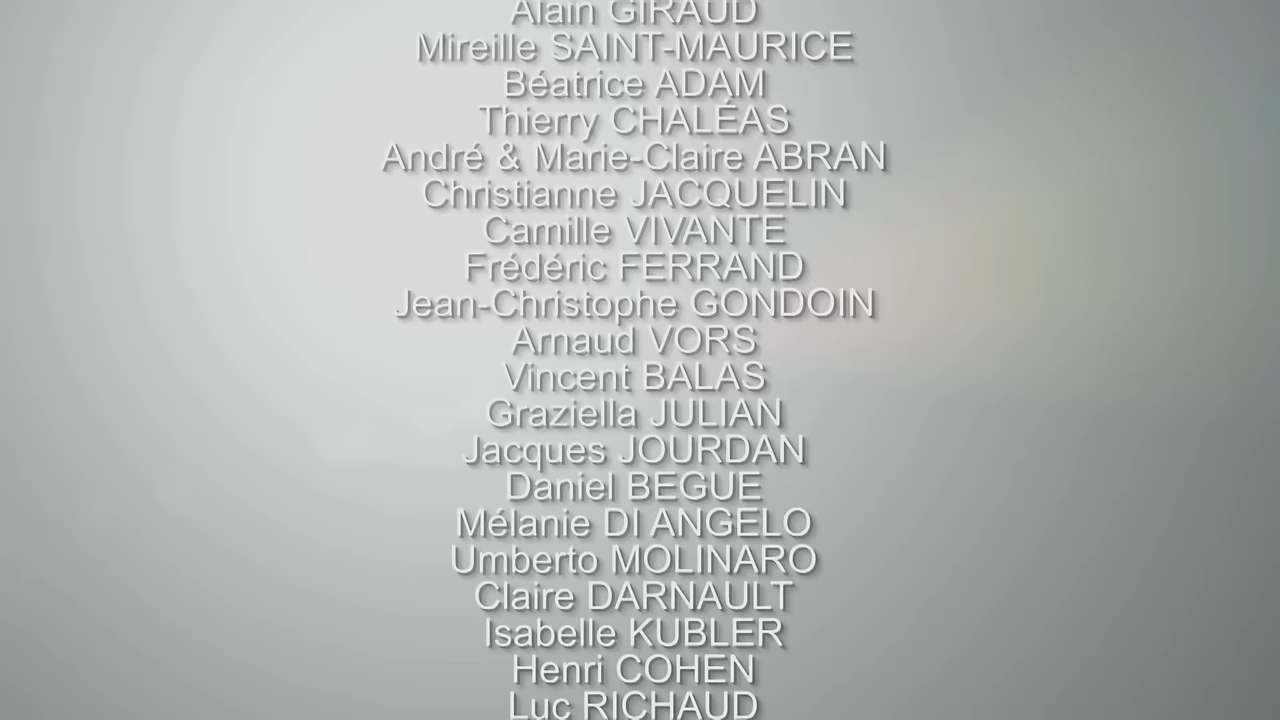 Alain GIRAUD
Mireille SAINT-MAURICE
Béatrice ADAM
Thierry CHALÉAS
André & Marie-Claire ABRAN
Christianne JACQUELIN
Camille VIVANTE
Frédéric FERRAND
Jean-Christophe GONDOIN
Arnaud VORS
Vincent BALAS
Graziella JULIAN
Jacques JOURDAN
Daniel BEGUE
Mélanie DI ANGELO
Umberto MOLINARO
Claire DARNAULT
Isabelle KUBLER
Henri COHEN
Luc RICHAUD